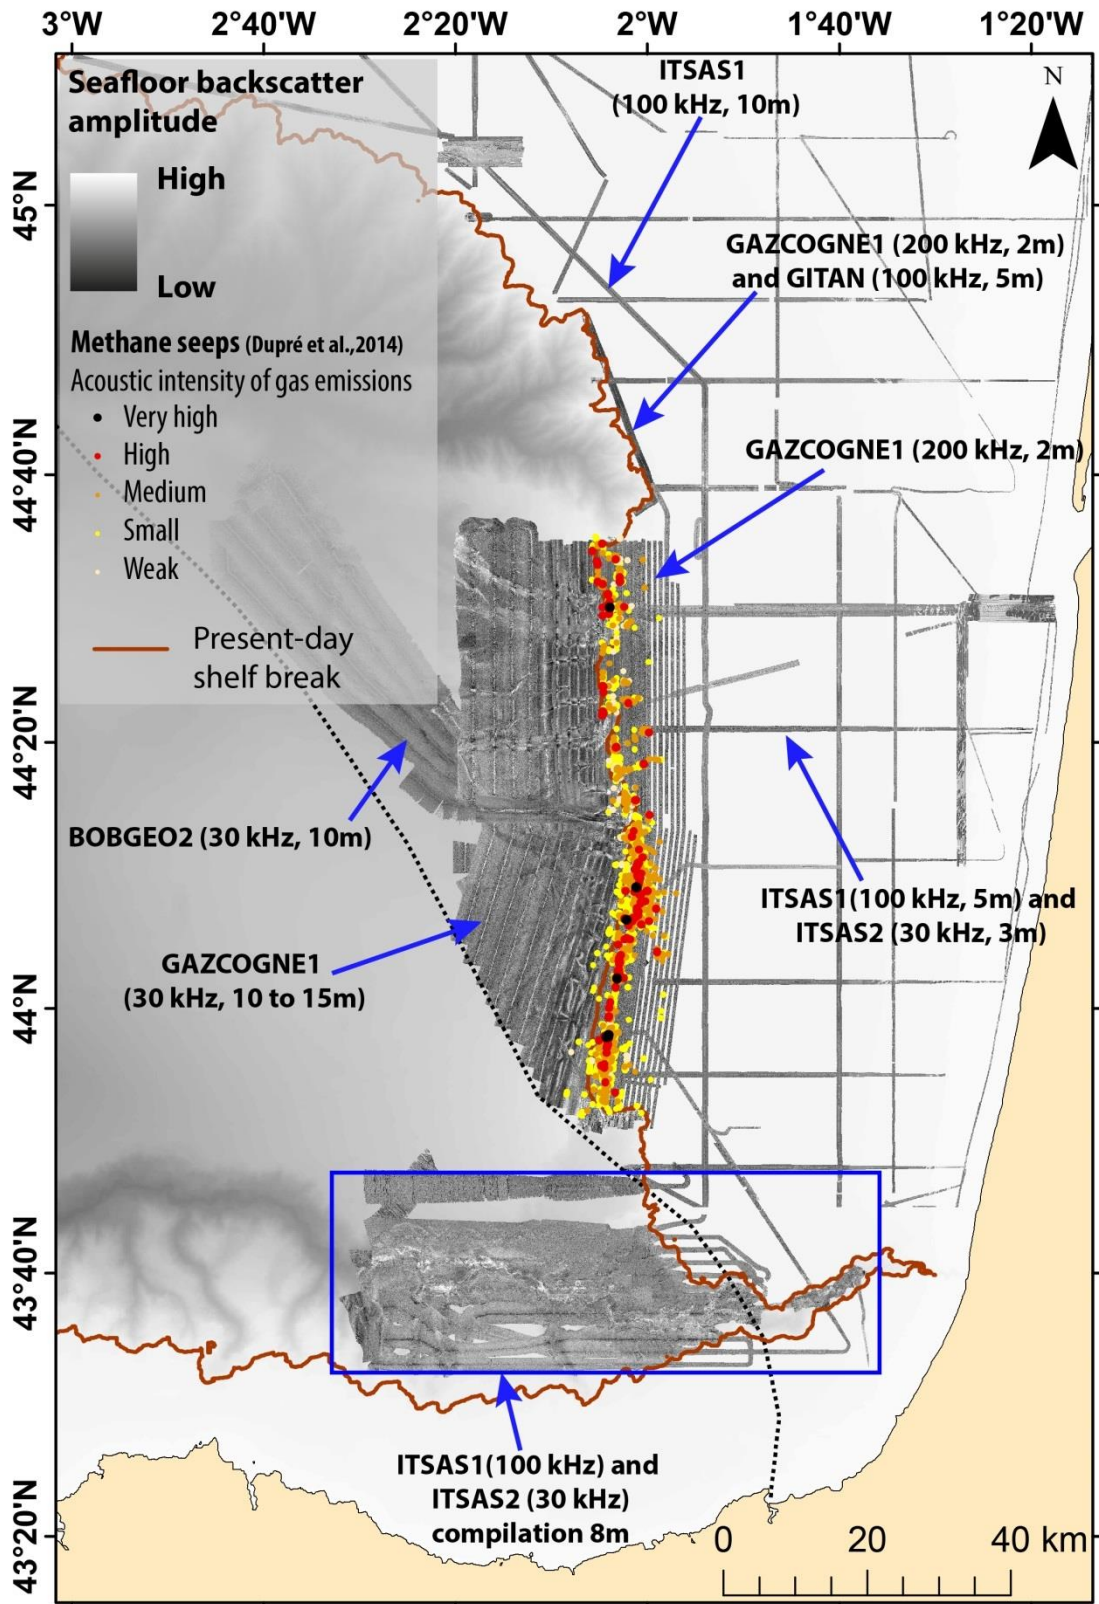 3°W 2°40'W 2°20'W 2°W 1°40'W 1°20'W
Seafloor backscatter
amplitude
High
Low
Methane seeps (Dupré et al.,2014)
Acoustic intensity of gas emissions
Very high
High
Medium
Small
Weak
Present-day
shelf break
ITSAS1
(100 kHz, 10m)
N
GAZCOGNE1 (200 kHz, 2m)
and GITAN (100 kHz, 5m)
GAZCOGNE1 (200 kHz, 2m)
BOBGEO2 (30 kHz, 10m)
ITSAS1(100 kHz, 5m) and
ITSAS2 (30 kHz, 3m)
GAZCOGNE1
(30 kHz, 10 to 15m)
ITSAS1(100 kHz) and
ITSAS2 (30 kHz)
compilation 8m
0 20 40 km
45°N
44°40'N
44°20'N
44°N
43°40'N
43°20'N